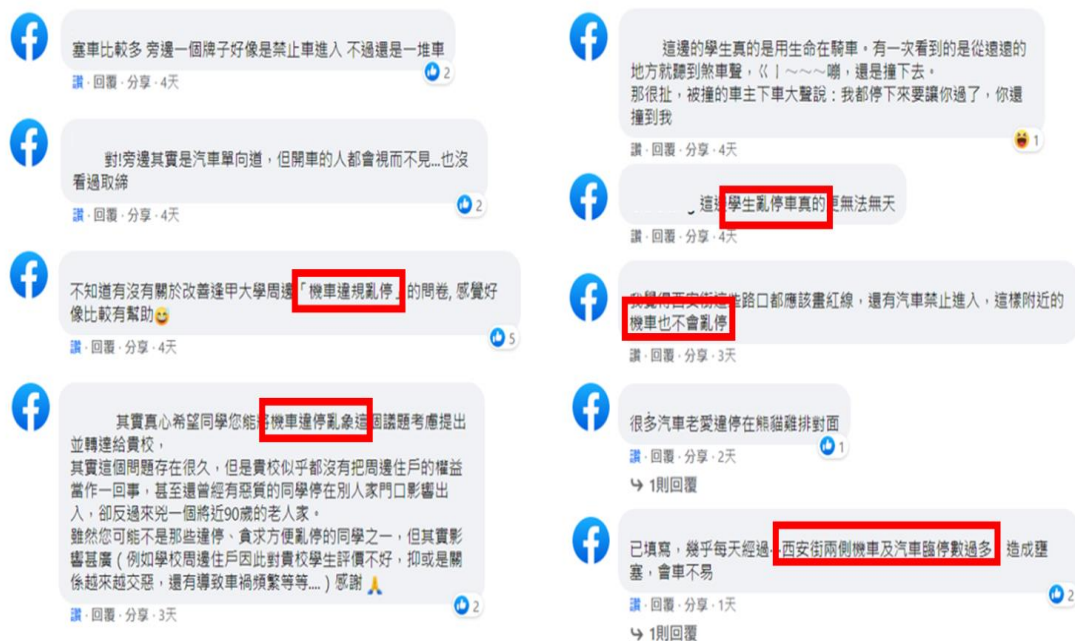 塞車比較多 旁邊一個牌子好像是禁止車進入 不過還是一堆車
讚·回覆·分享·4天
2
對!旁邊其實是汽車單向道，但開車的人都會視而不見...也沒
看過取締
讚·回覆·分享·4天
2
不知道有沒有關於改善逢甲大學周邊「機車違規亂停」的問卷, 感覺好
像比較有幫助😅
讚·回覆·分享·4天
5
其實真心希望同學您能將機車違停亂象這個議題考慮提出
並轉達給貴校，
其實這個問題存在很久，但是貴校似乎都沒有把周邊住戶的權益
當作一回事，甚至還曾經有惡質的同學停在別人家門口影響出
入，卻反過來兇一個將近90歲的老人家。
雖然您可能不是那些違停、貪求方便亂停的同學之一，但其實影
響甚廣（例如學校周邊住戶因此對貴校學生評價不好，抑或是關
係越來越交惡，還有導致車禍頻繁等等....）感謝🙏
讚·回覆·分享·3天
2
這邊的學生真的是用生命在騎車。有一次看到的是從遠遠的
地方就聽到煞車聲，ㄍㄧ～～～嘣，還是撞下去。
那很扯，被撞的車主下車大聲說：我都停下來要讓你過了，你還
撞到我
讚·回覆·分享·4天
1
這邊學生亂停車真的更無法無天
讚·回覆·分享·4天
我覺得西安街這些路口都應該畫紅線，還有汽車禁止進入，這樣附近的
機車也不會亂停
讚·回覆·分享·3天
很多汽車老愛違停在熊貓雞排對面
讚·回覆·分享·2天
1
1則回覆
已填寫，幾乎每天經過...西安街兩側機車及汽車臨停數過多，造成壅
塞，會車不易
讚·回覆·分享·1天
2
1則回覆